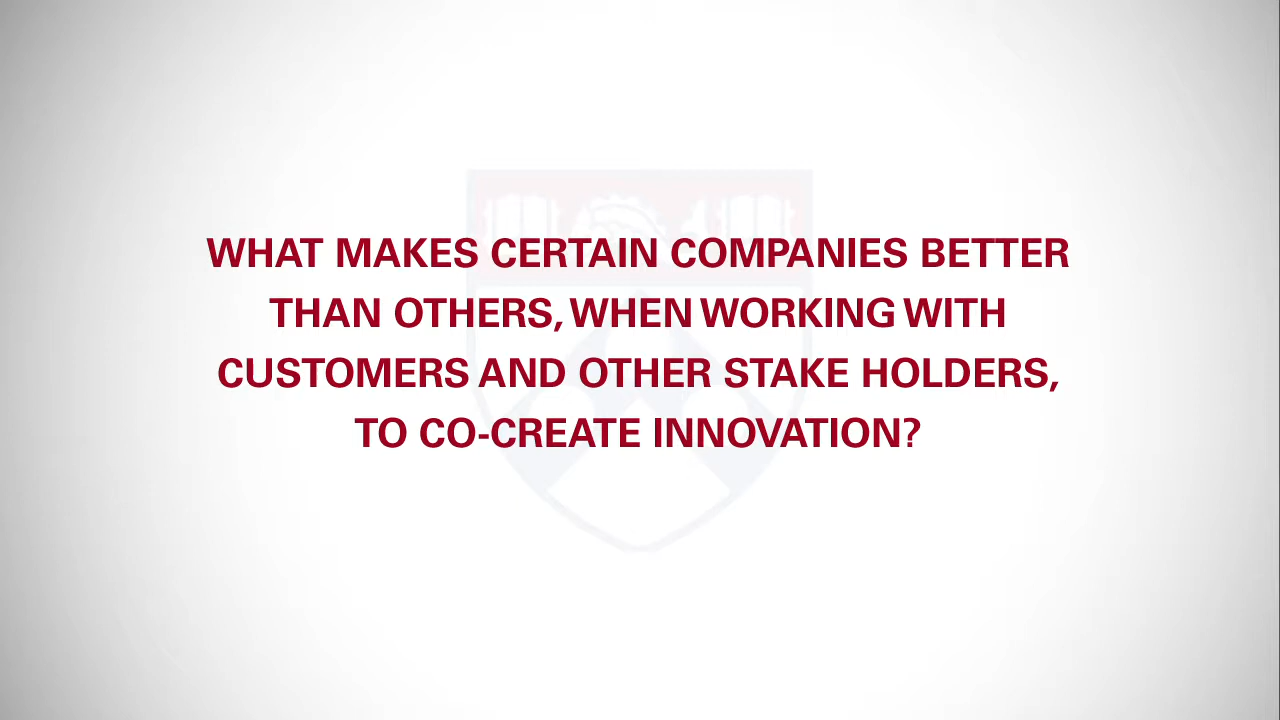 WHAT MAKES CERTAIN COMPANIES BETTER
THAN OTHERS, WHEN WORKING WITH
CUSTOMERS AND OTHER STAKE HOLDERS,
TO CO-CREATE INNOVATION?